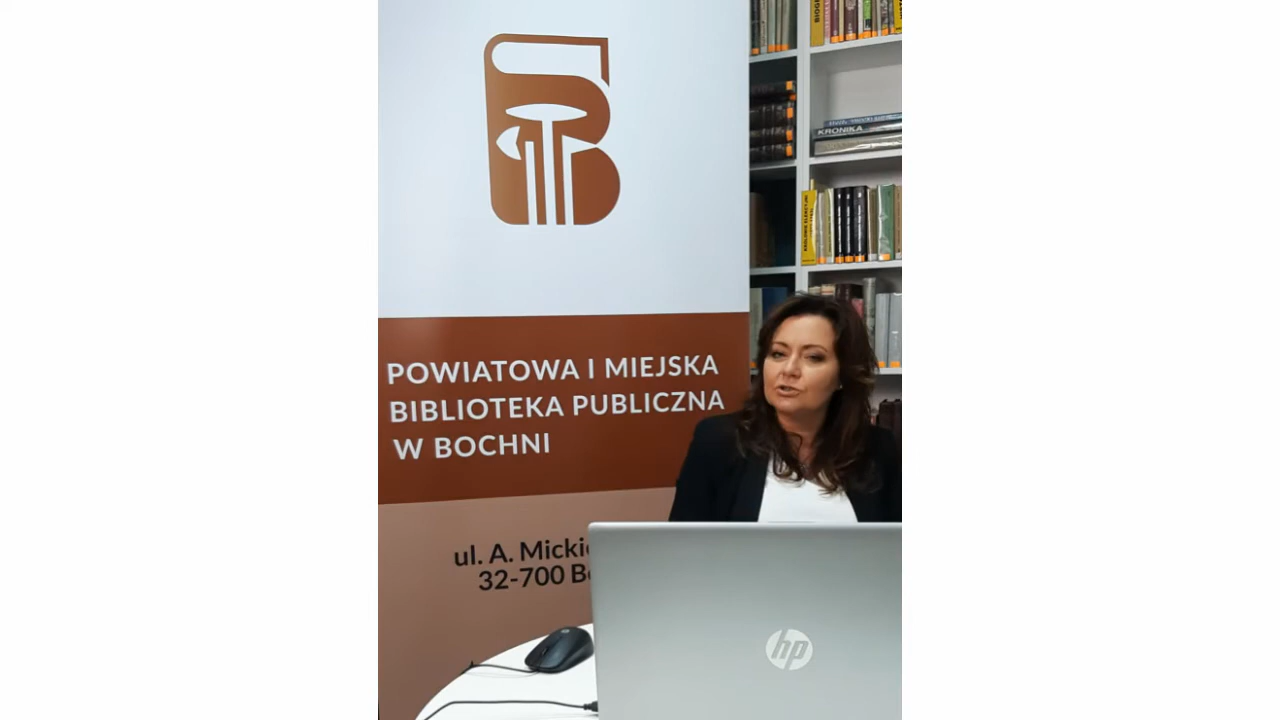 KRONIKA
POWIATOWA I MIEJSKA
BIBLIOTEKA PUBLICZNA
W BOCHNI
ul. A. Mickie
32-700 Bo
hp